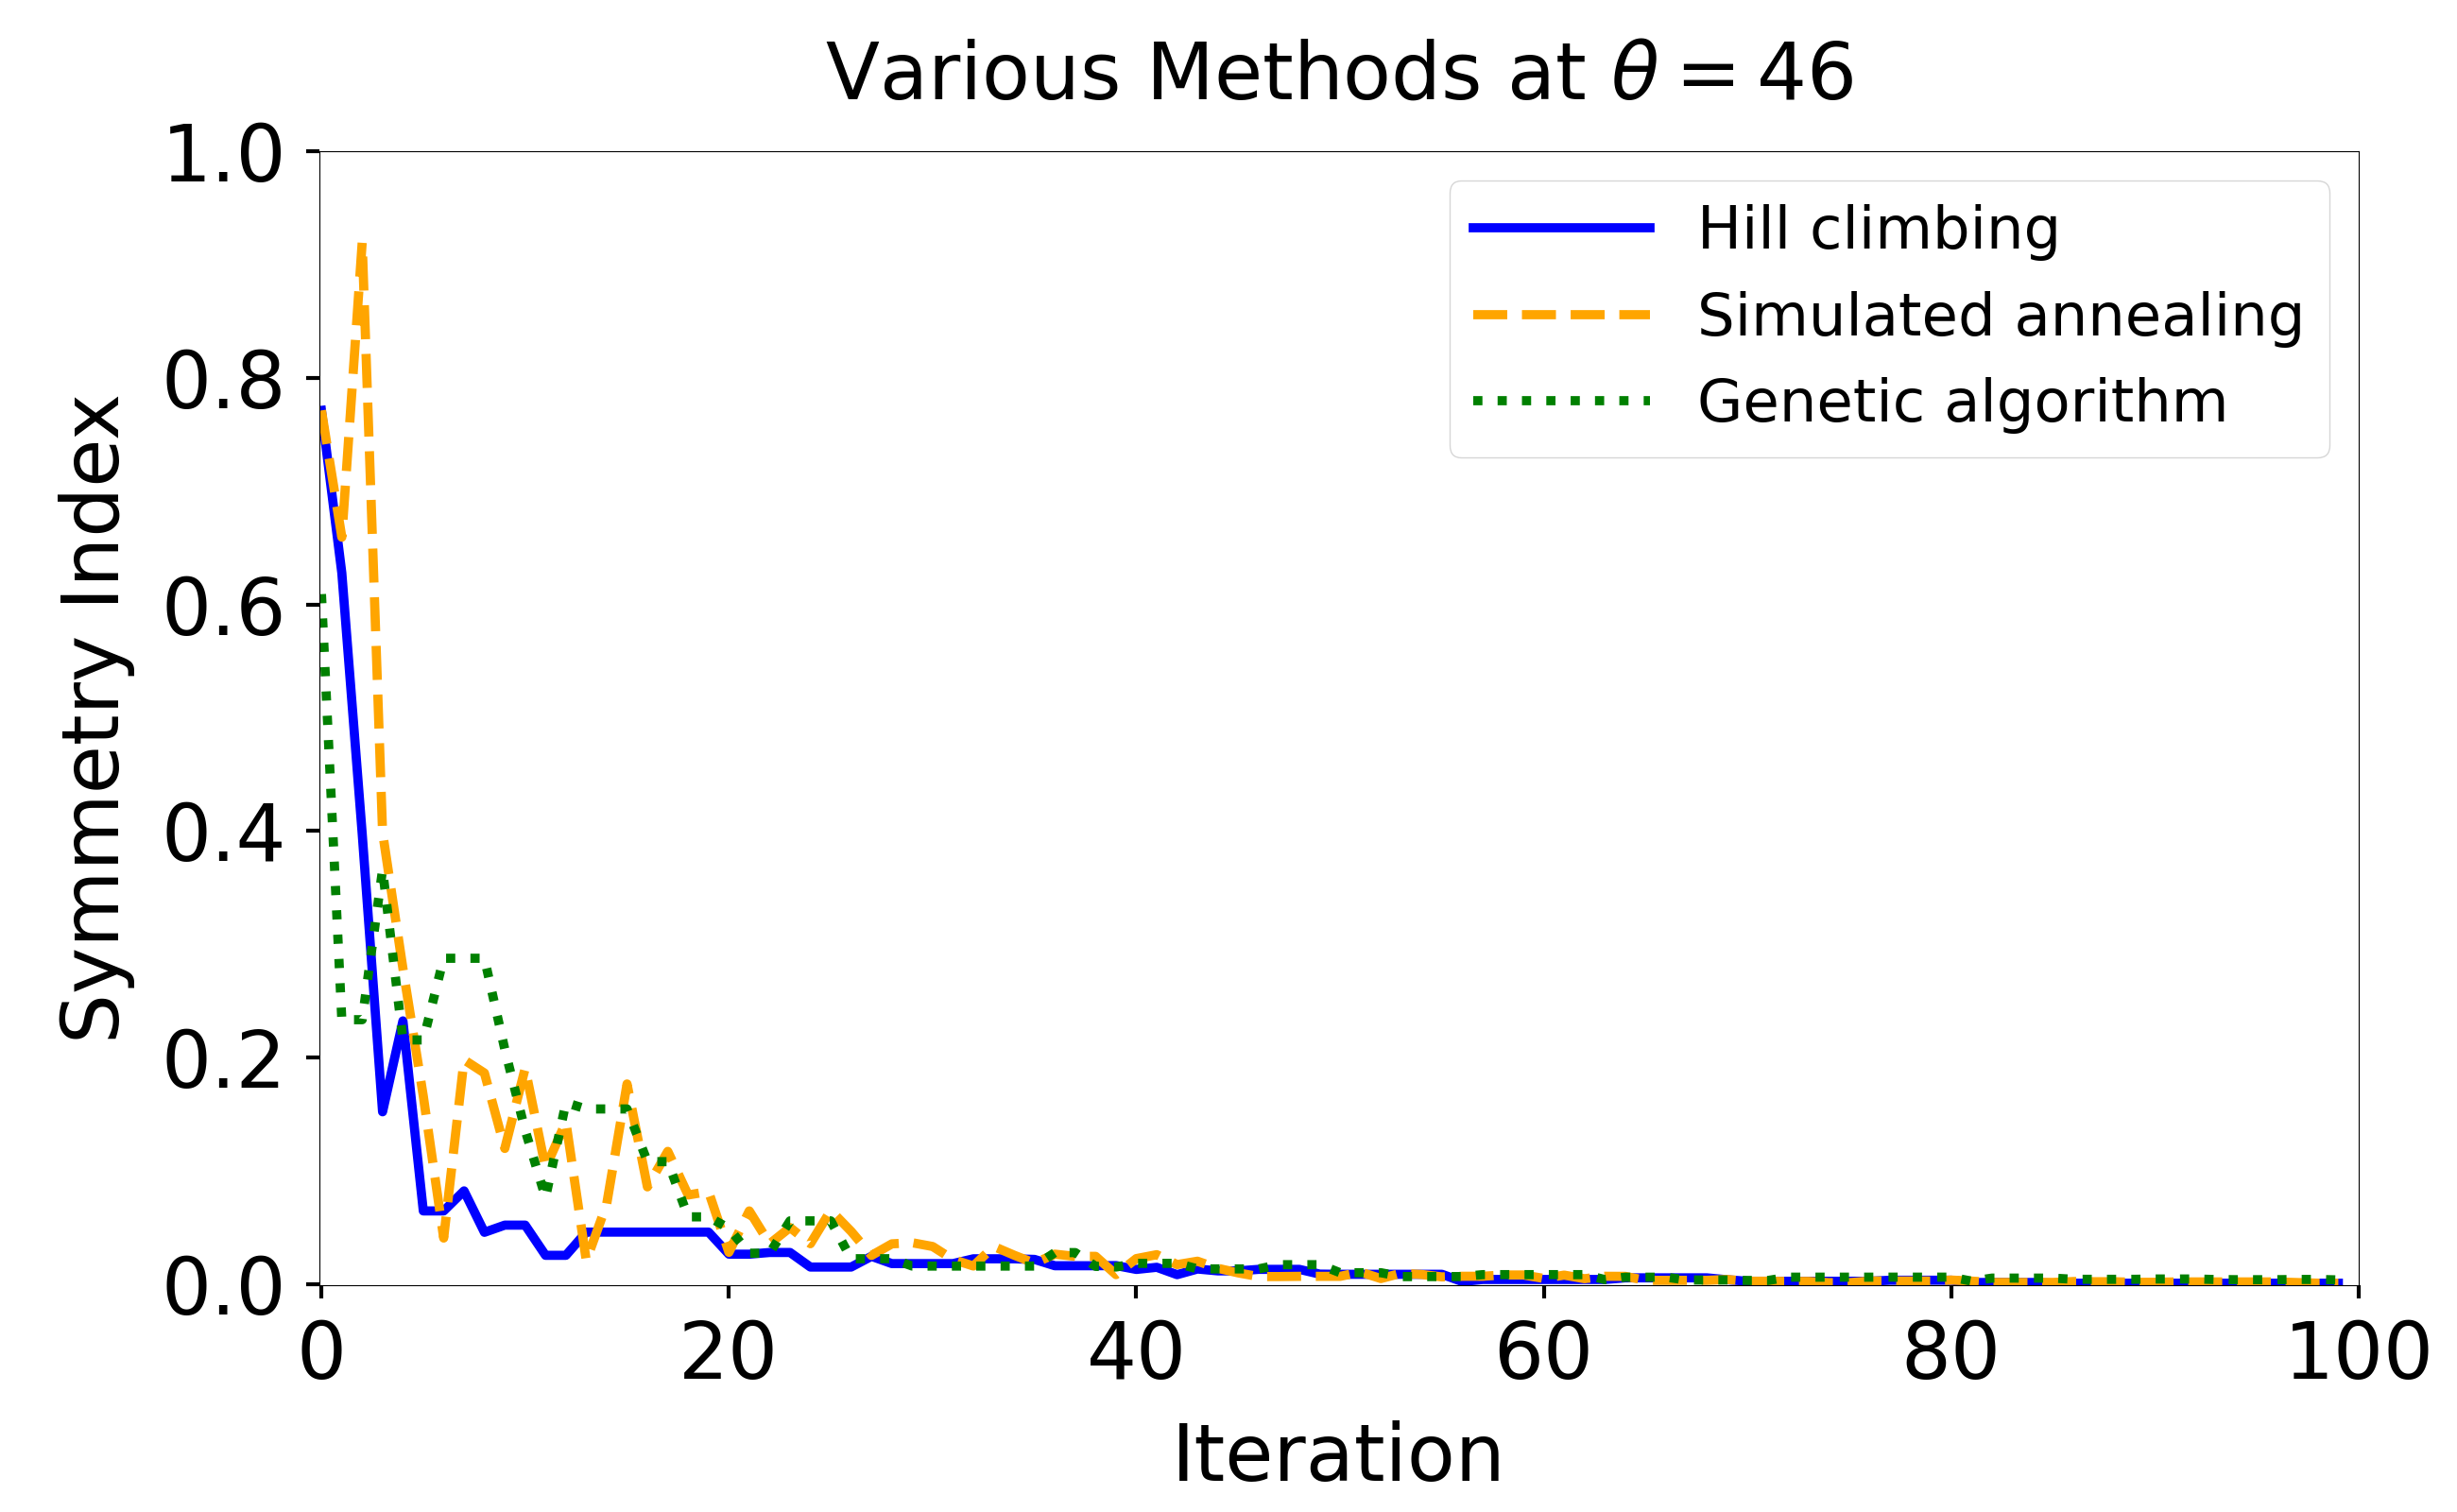 Various Methods at θ = 46
Symmetry Index
1.0
0.8
0.6
0.4
0.2
0.0
Hill climbing
Simulated annealing
Genetic algorithm
0 20 40 60 80 100
Iteration